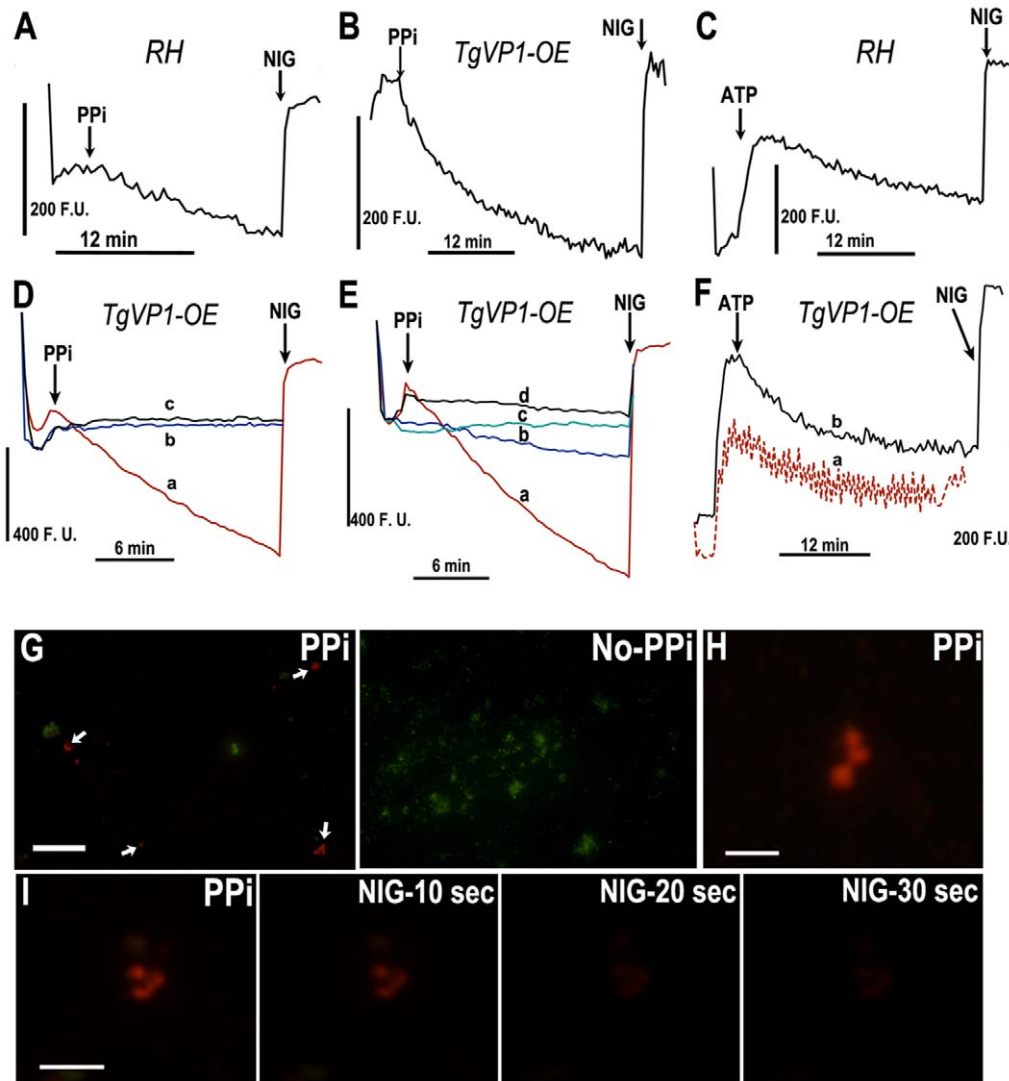 A
RH
PPi
NIG
200 F.U.
12 min
B
TgVP1-OE
PPi
NIG
200 F.U.
12 min
C
RH
ATP
NIG
200 F.U.
12 min
D
TgVP1-OE
PPi
NIG
c
b
a
400 F. U.
6 min
E
TgVP1-OE
PPi
NIG
d
c
b
a
400 F. U.
6 min
F
TgVP1-OE
ATP
NIG
b
a
12 min
200 F.U.
G
PPi
No-PPi
H
PPi
I
PPi
NIG-10 sec
NIG-20 sec
NIG-30 sec